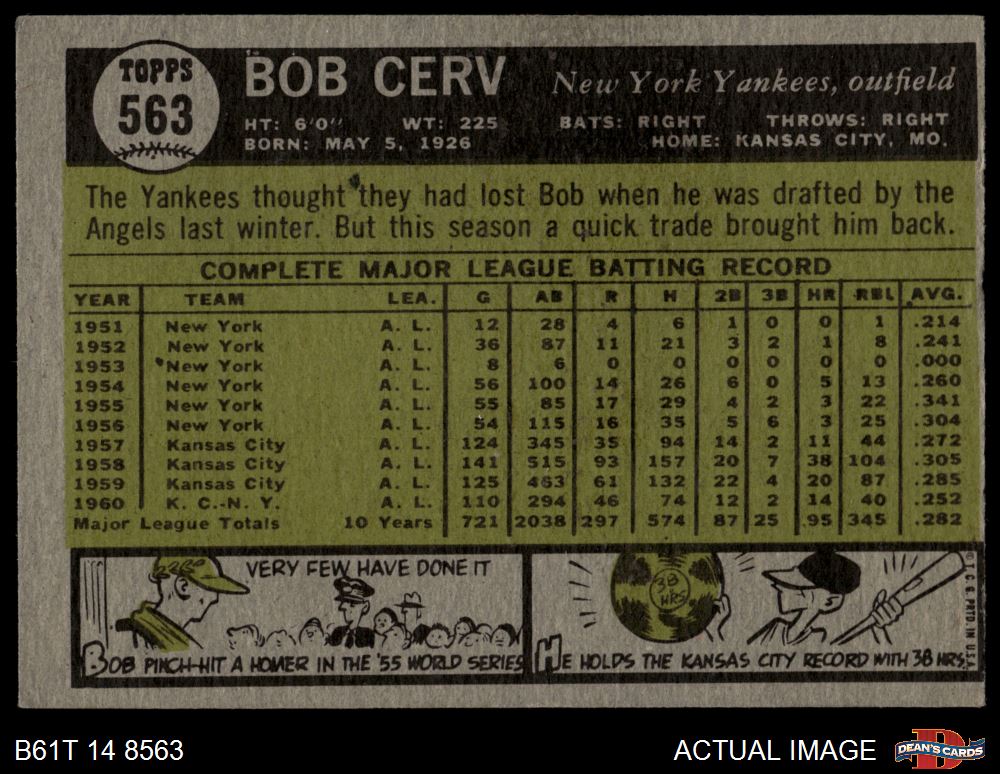 TOPPS
563
BOB CERV
New York Yankees, outfield
HT: 6'0" WT: 225 BATS: RIGHT THROWS: RIGHT
BORN: MAY 5, 1926 HOME: KANSAS CITY, MO.
The Yankees thought they had lost Bob when he was drafted by the
Angels last winter. But this season a quick trade brought him back.
COMPLETE MAJOR LEAGUE BATTING RECORD
YEAR TEAM LEA. G AB R H 2B 3B HR RBI AVG.
1951 New York A. L. 12 28 4 6 1 0 0 1 .214
1952 New York A. L. 36 87 11 21 3 2 1 8 .241
1953 New York A. L. 8 6 0 0 0 0 0 0 .000
1954 New York A. L. 56 100 14 26 6 0 5 13 .260
1955 New York A. L. 55 85 17 29 4 2 3 22 .341
1956 New York A. L. 54 115 16 35 5 6 3 25 .304
1957 Kansas City A. L. 124 345 35 94 14 2 11 44 .272
1958 Kansas City A. L. 141 515 93 157 20 7 38 104 .305
1959 Kansas City A. L. 125 463 61 132 22 4 20 87 .285
1960 K. C.-N. Y. A. L. 110 294 46 74 12 2 14 40 .252
Major League Totals 10 Years 721 2038 297 574 87 25 95 345 .282
VERY FEW HAVE DONE IT
BOB PINCH-HIT A HOMER IN THE '55 WORLD SERIES
38
HRS
HE HOLDS THE KANSAS CITY RECORD WITH 38 HRS.
© T. C. G. PRTD. IN U.S.A.
B61T 14 8563
ACTUAL IMAGE
DEAN'S CARDS